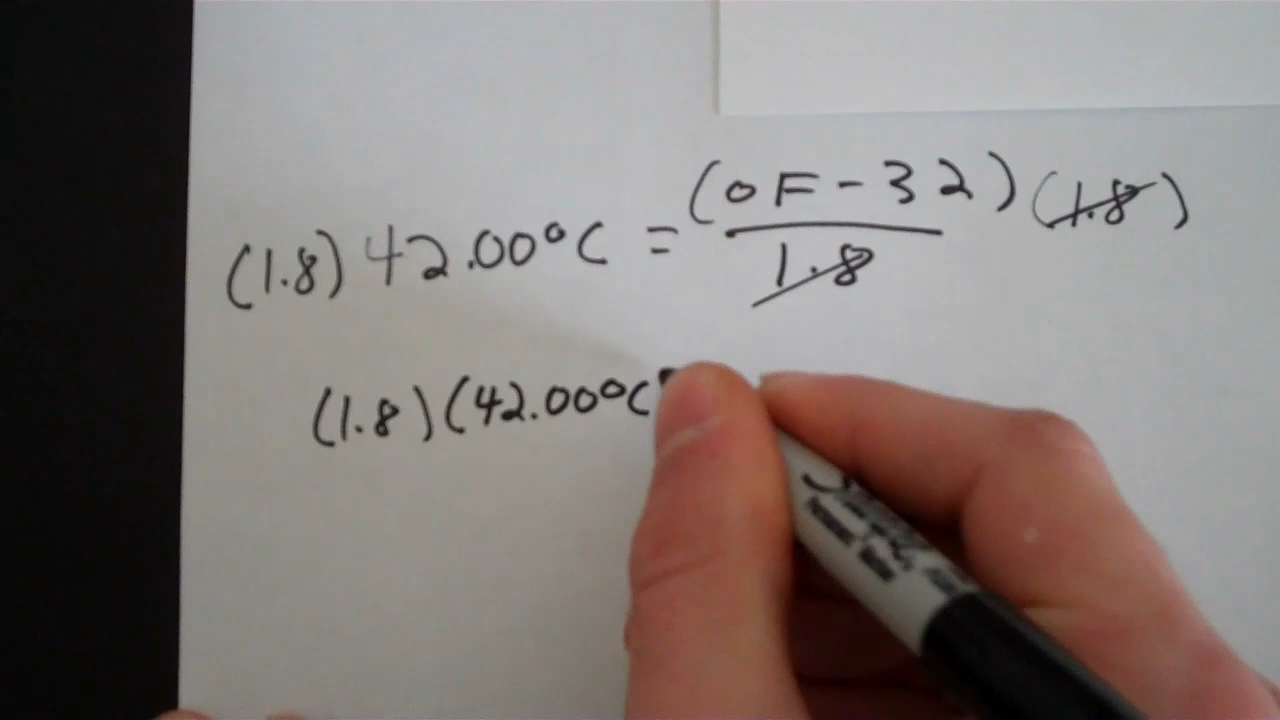 (1.8) 42.00°C = (°F - 32) (1.8)
1.8
(1.8) (42.00°C